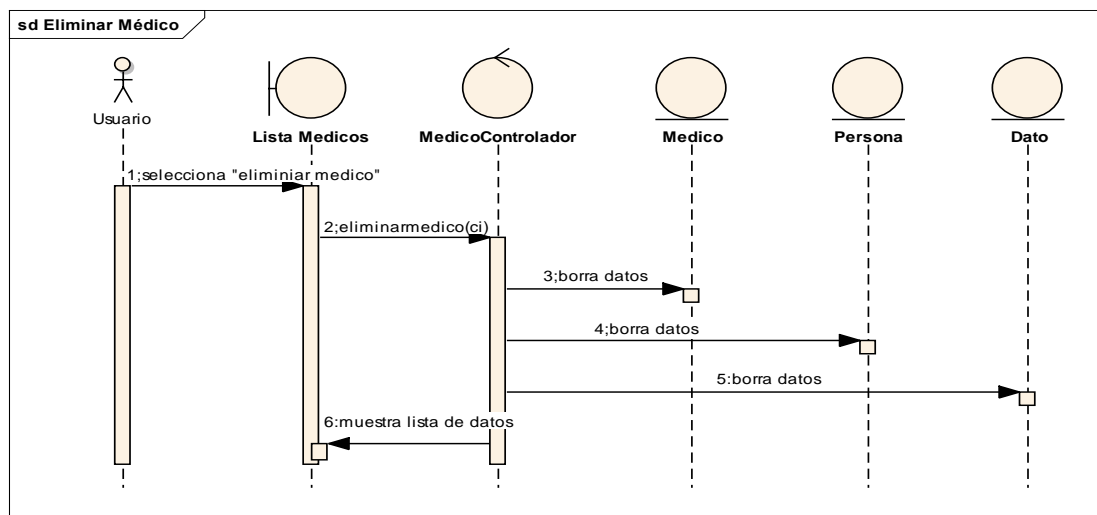 sd Eliminar Médico
Usuario
Lista Medicos
MedicoControlador
Medico
Persona
Dato
1;selecciona "eliminiar medico"
2;eliminarmedico(ci)
3;borra datos
4;borra datos
5:borra datos
6:muestra lista de datos